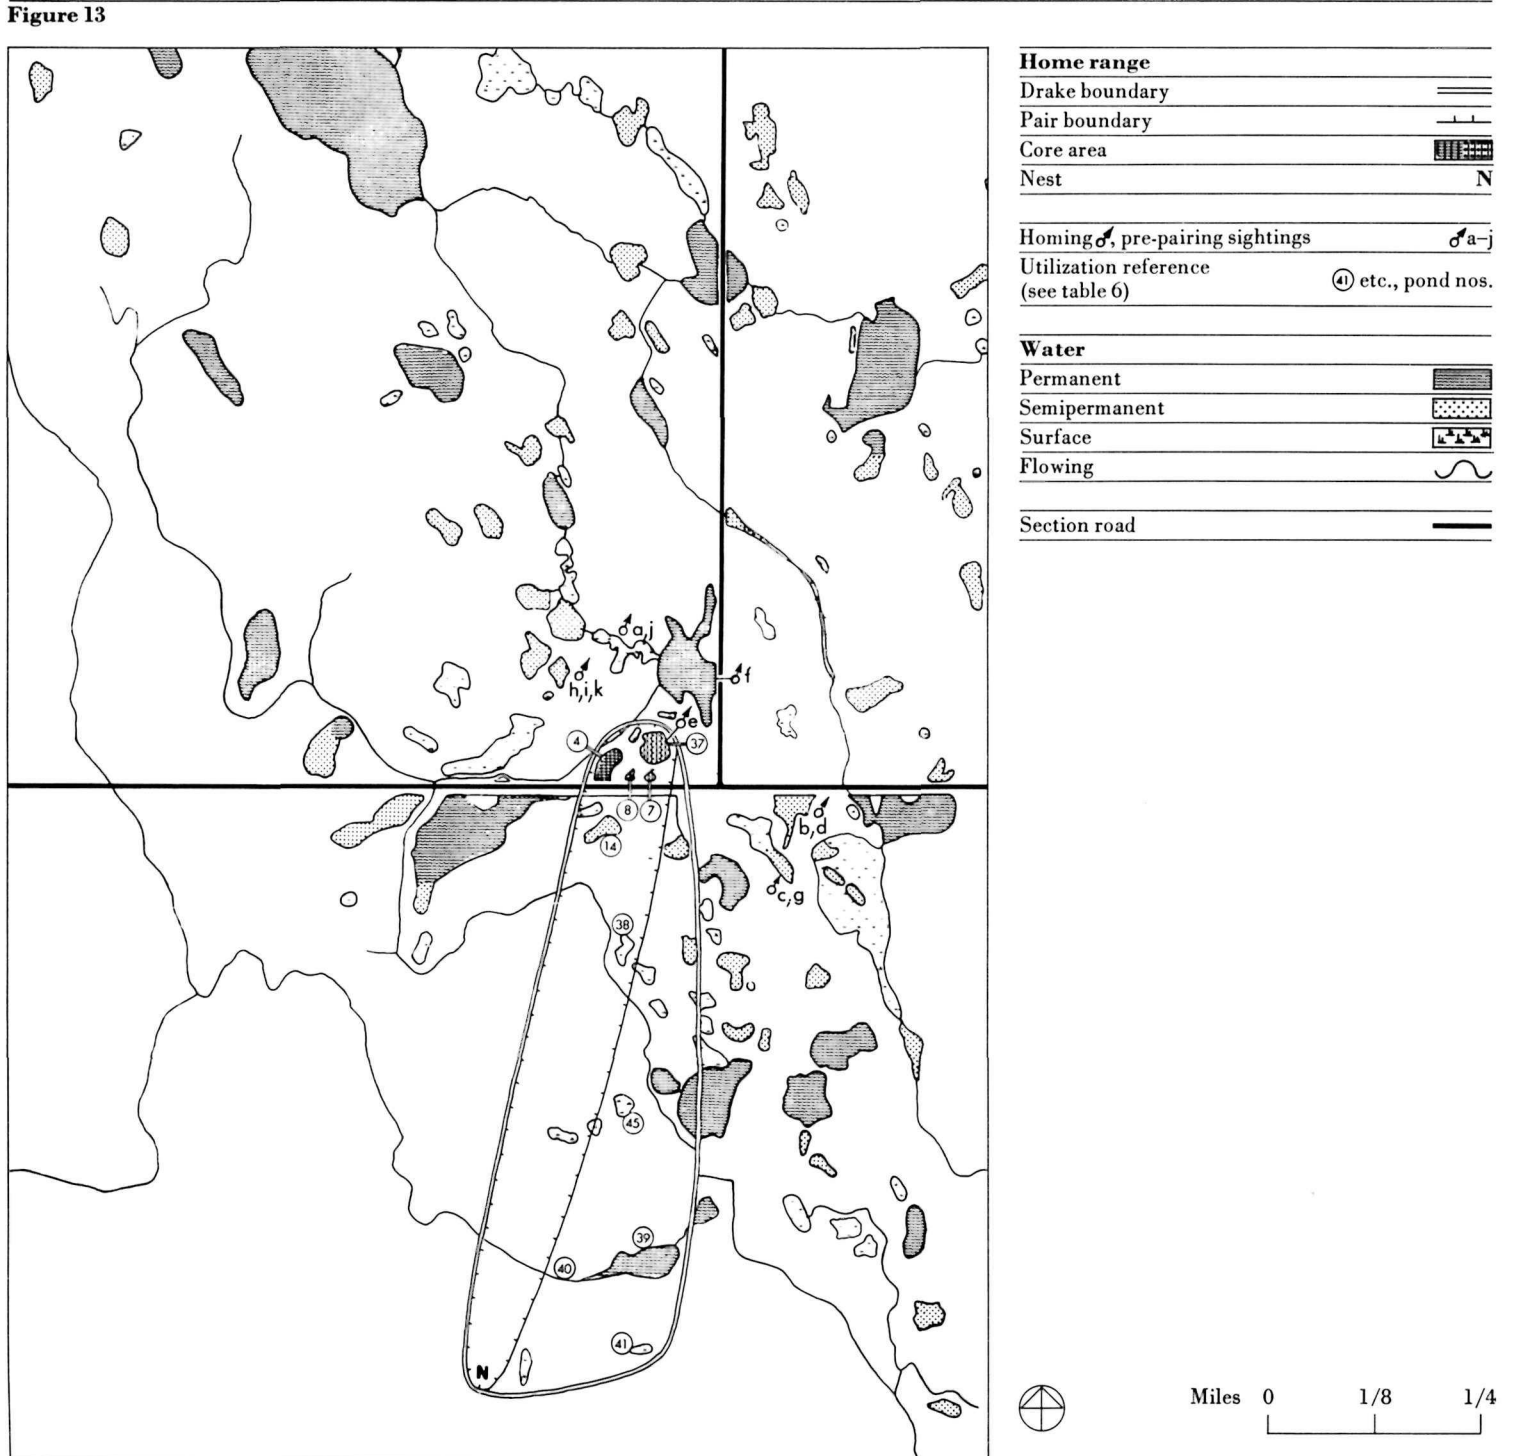 Figure 13
Home range
Drake boundary
Pair boundary
Core area
Nest N
Homing ♂, pre-pairing sightings ♂ a–j
Utilization reference
(see table 6) 41 etc., pond nos.
Water
Permanent
Semipermanent
Surface
Flowing
Section road
♂ a,j
♂ h,i,k
♂ f
♂ e
4
37
8
7
♂ b,d
14
♂ c,g
38
45
39
40
41
N
Miles 0 1/8 1/4